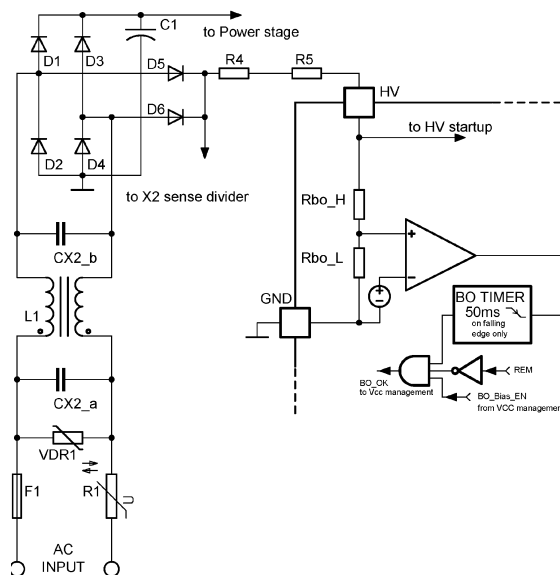 C1
to Power stage
D1
D3
D5
R4
R5
HV
D6
to HV startup
D2
D4
to X2 sense divider
Rbo_H
+
CX2_b
Rbo_L
−
GND
BO TIMER
50ms
on falling
edge only
L1
REM
BO_OK
to Vcc management
BO_Bias_EN
from VCC management
CX2_a
VDR1
F1
R1
U
AC
INPUT